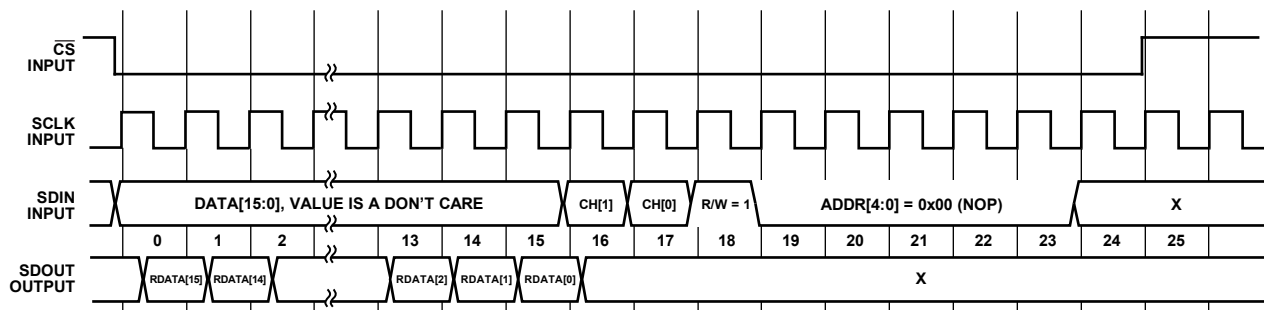 CS
INPUT
SCLK
INPUT
SDIN
INPUT
DATA[15:0], VALUE IS A DON'T CARE
CH[1]
CH[0]
R/W = 1
ADDR[4:0] = 0x00 (NOP)
X
0 1 2 13 14 15 16 17 18 19 20 21 22 23 24 25
SDOUT
OUTPUT
RDATA[15]
RDATA[14]
RDATA[2]
RDATA[1]
RDATA[0]
X